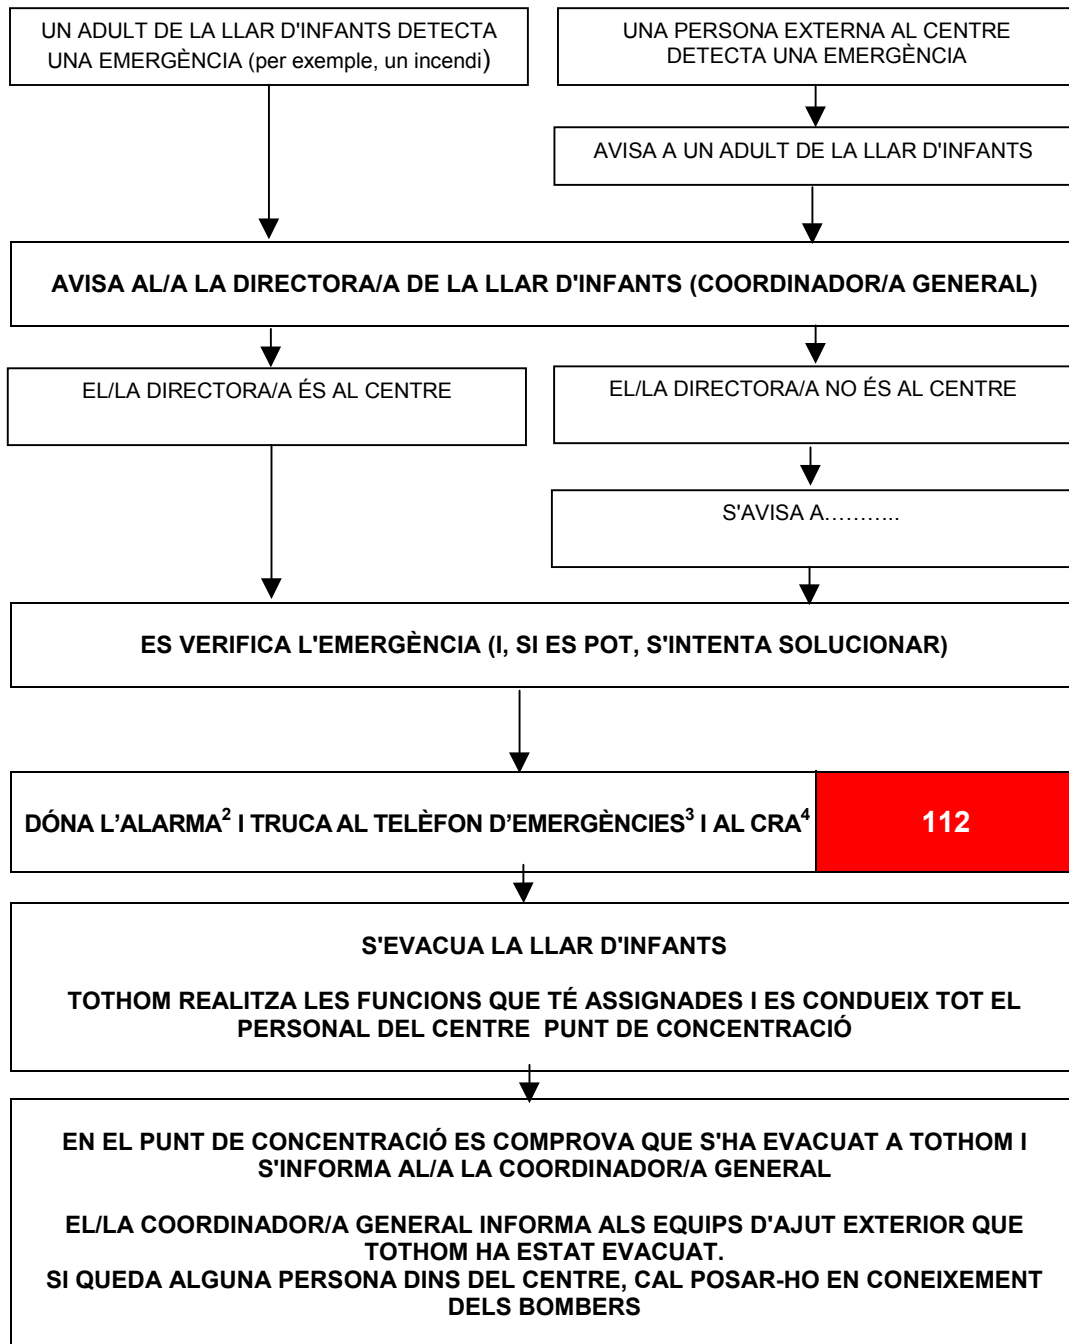 UN ADULT DE LA LLAR D'INFANTS DETECTA
UNA EMERGÈNCIA (per exemple, un incendi)
UNA PERSONA EXTERNA AL CENTRE
DETECTA UNA EMERGÈNCIA
AVISA A UN ADULT DE LA LLAR D'INFANTS
AVISA AL/A LA DIRECTORA/A DE LA LLAR D'INFANTS (COORDINADOR/A GENERAL)
EL/LA DIRECTORA/A ÉS AL CENTRE
EL/LA DIRECTORA/A NO ÉS AL CENTRE
S'AVISA A………..
ES VERIFICA L'EMERGÈNCIA (I, SI ES POT, S'INTENTA SOLUCIONAR)
DÓNA L’ALARMA² I TRUCA AL TELÈFON D’EMERGÈNCIES³ I AL CRA⁴
112
S'EVACUA LA LLAR D'INFANTS
TOTHOM REALITZA LES FUNCIONS QUE TÉ ASSIGNADES I ES CONDUEIX TOT EL
PERSONAL DEL CENTRE PUNT DE CONCENTRACIÓ
EN EL PUNT DE CONCENTRACIÓ ES COMPROVA QUE S'HA EVACUAT A TOTHOM I
S'INFORMA AL/A LA COORDINADOR/A GENERAL
EL/LA COORDINADOR/A GENERAL INFORMA ALS EQUIPS D'AJUT EXTERIOR QUE
TOTHOM HA ESTAT EVACUAT.
SI QUEDA ALGUNA PERSONA DINS DEL CENTRE, CAL POSAR-HO EN CONEIXEMENT
DELS BOMBERS